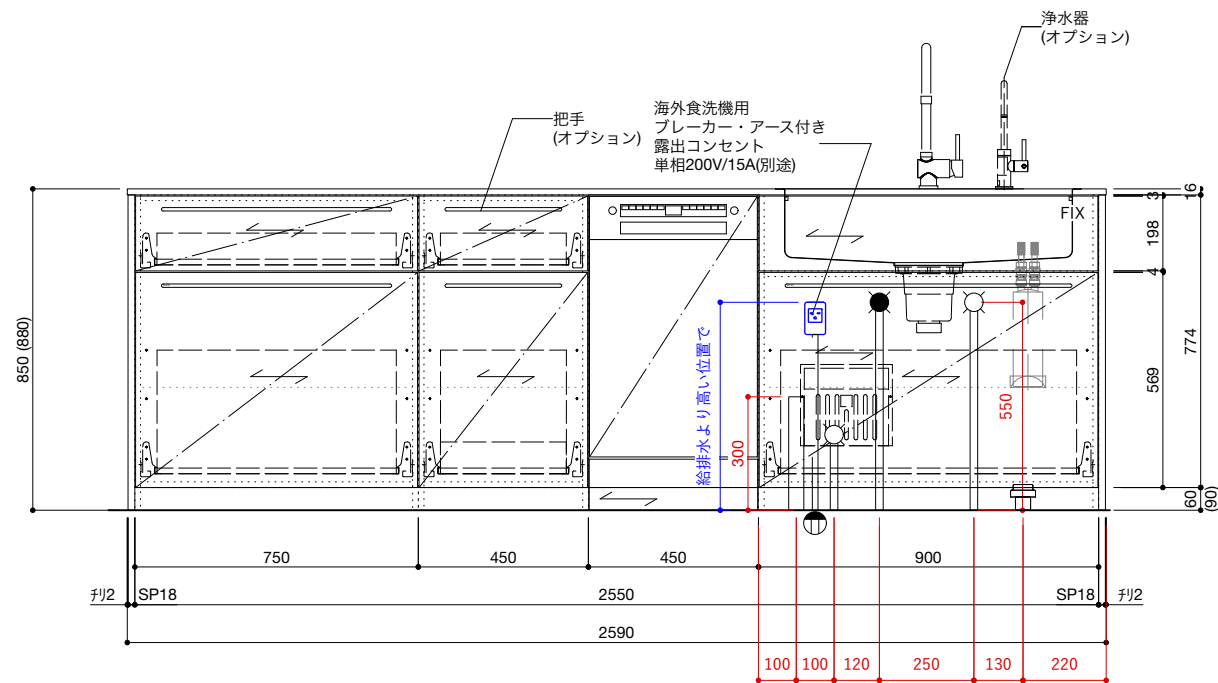 浄水器
(オプション)
把手
(オプション)
海外食洗機用
ブレーカー・アース付き
露出コンセント
単相200V/15A(別途)
FIX
16
3
198
4
774
569
60
(90)
850 (880)
給排水より高い位置で
300
550
750
450
450
900
ﾁﾘ2
SP18
2550
SP18
ﾁﾘ2
2590
100
100
120
250
130
220